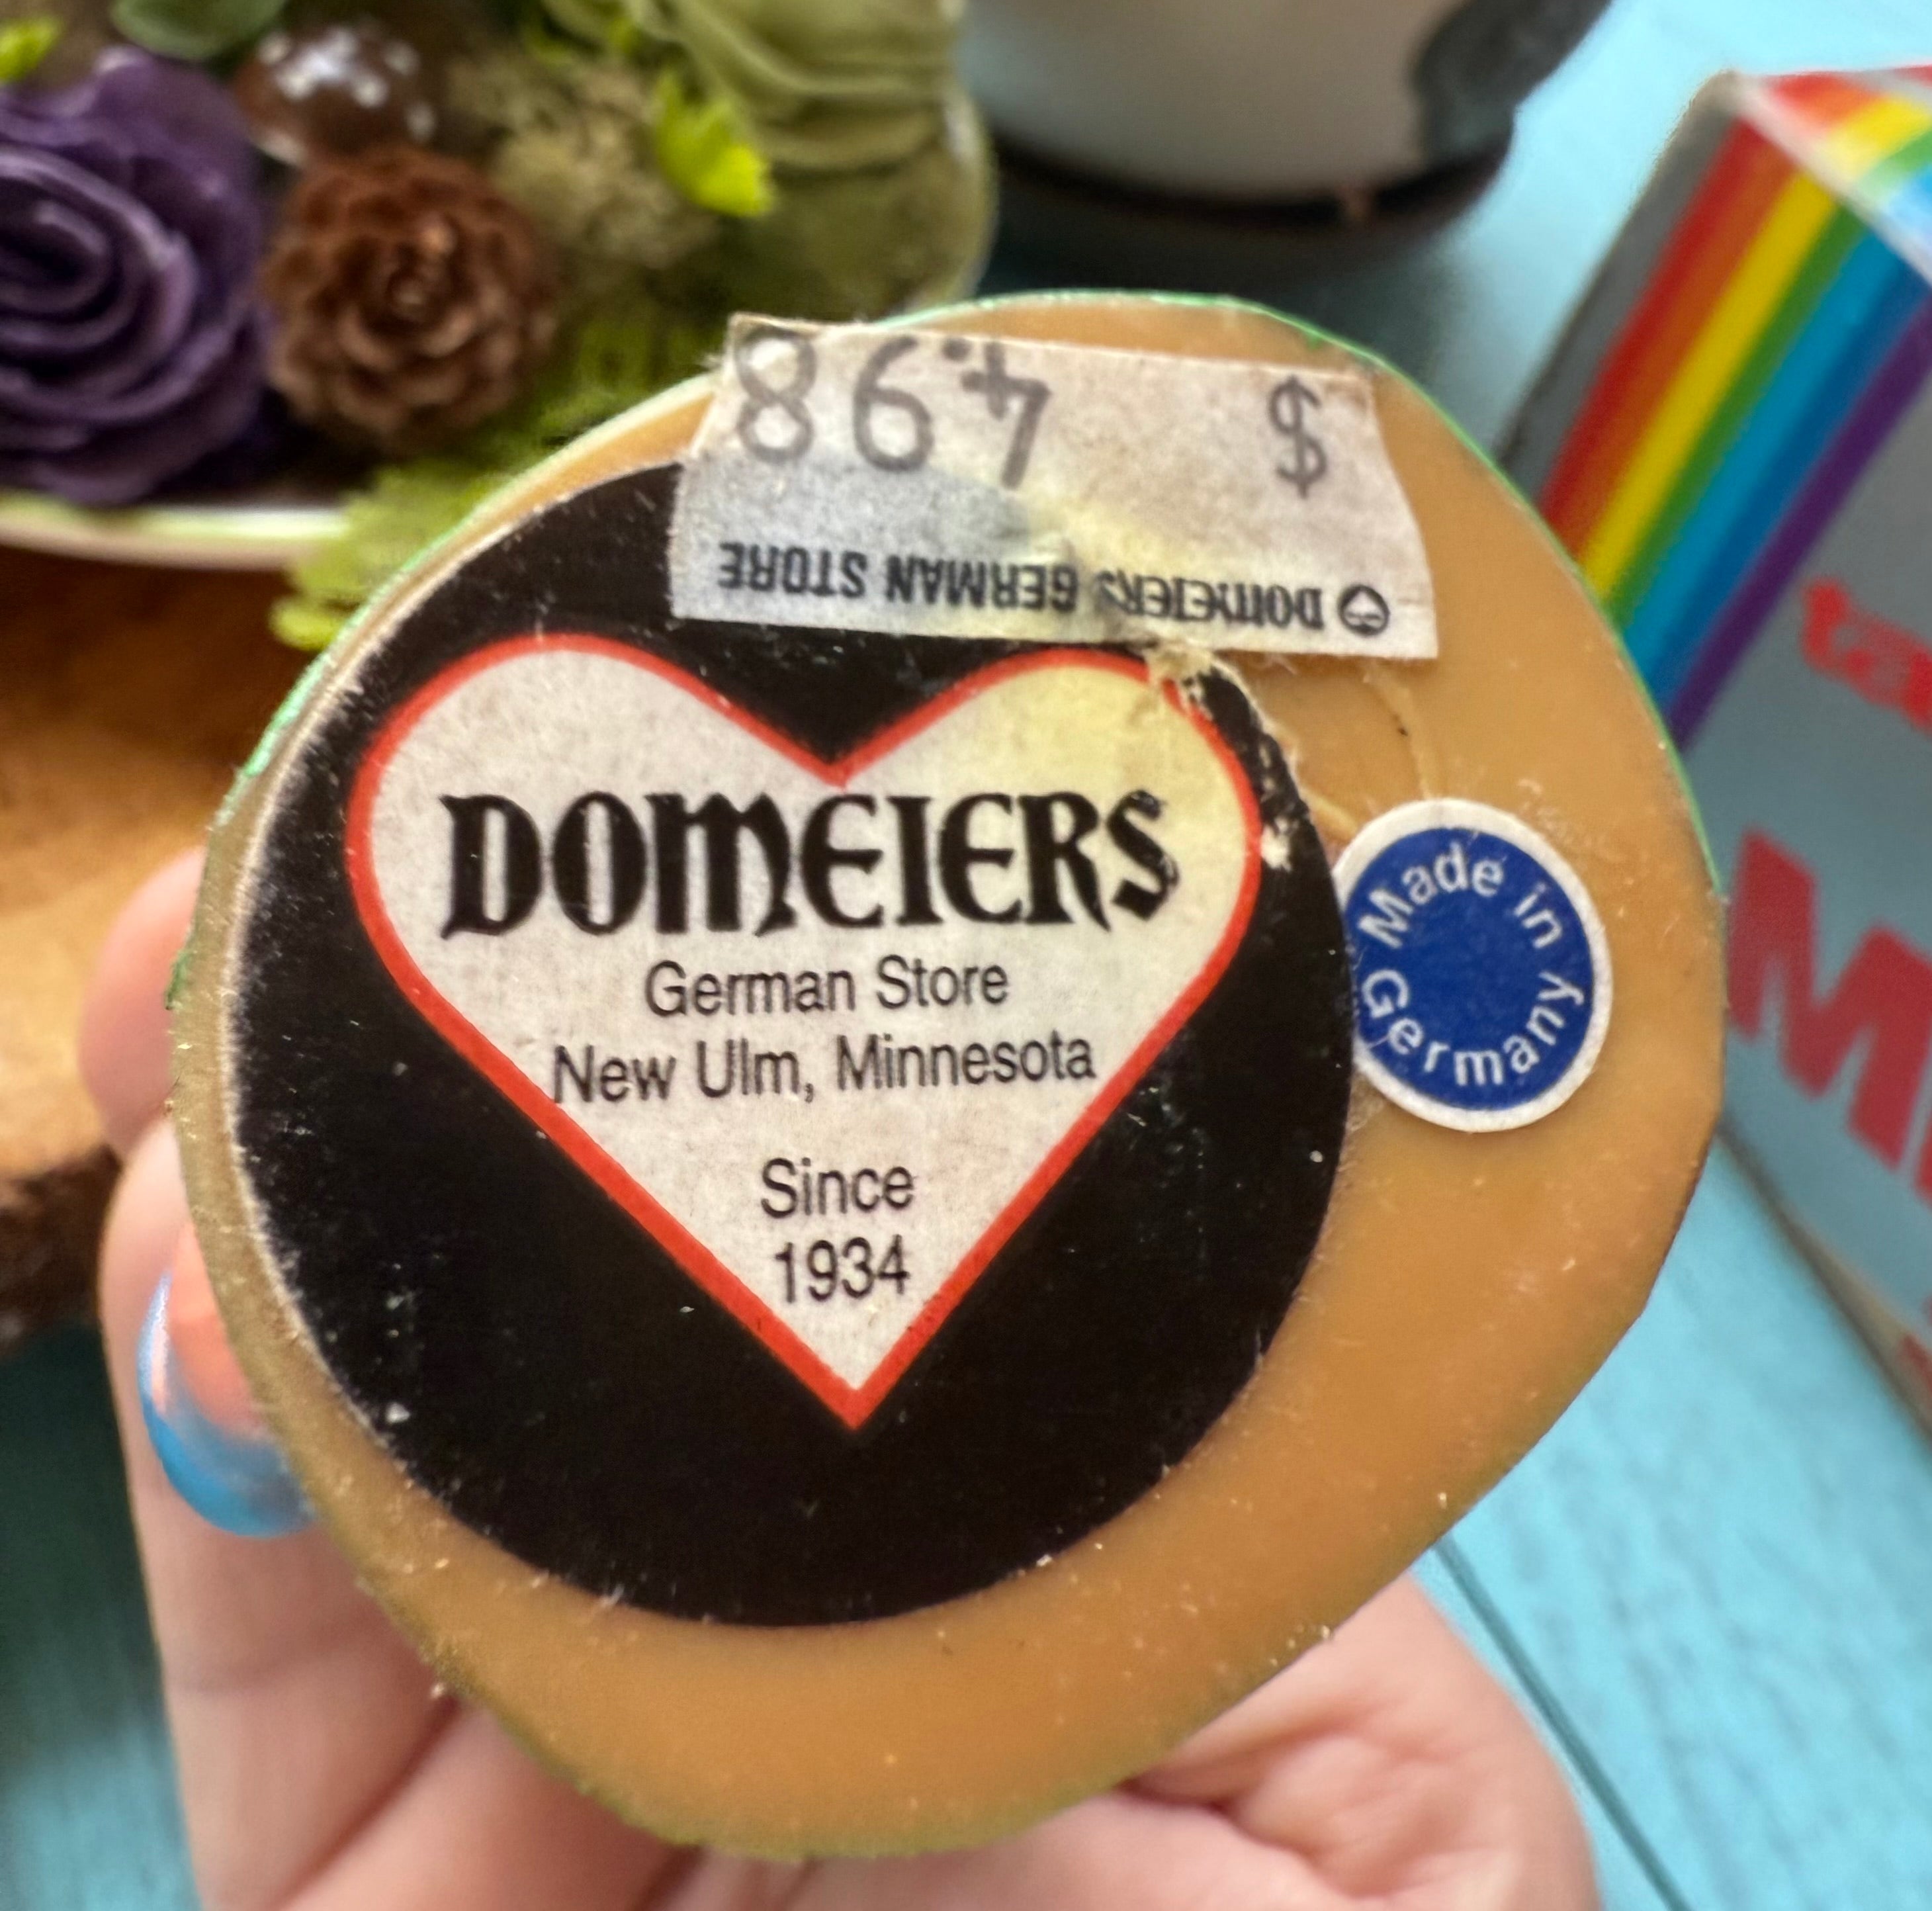 $ 4.98
DOMEIERS GERMAN STORE
DOMEIERS
German Store
New Ulm, Minnesota
Since
1934
Made in
Germany